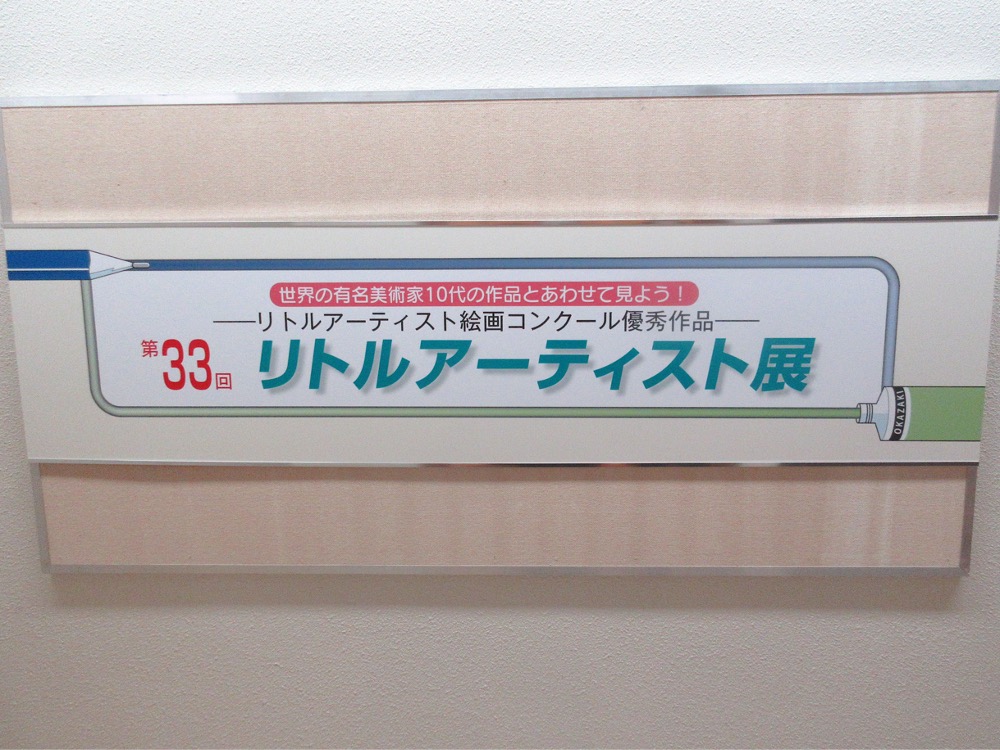 世界の有名美術家10代の作品とあわせて見よう！
──リトルアーティスト絵画コンクール優秀作品──
第33回 リトルアーティスト展
OKAZAKI